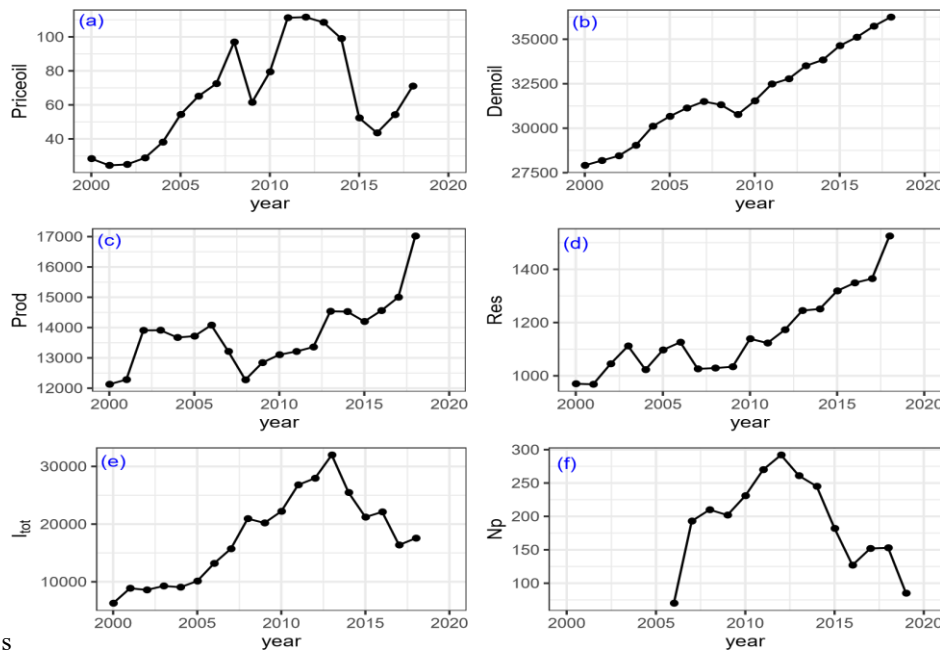 (a)
Priceoil
100
80
60
40
2000 2005 2010 2015 2020
year
(b)
Demoil
35000
32500
30000
27500
2000 2005 2010 2015 2020
year
(c)
Prod
17000
16000
15000
14000
13000
12000
2000 2005 2010 2015 2020
year
(d)
Res
1400
1200
1000
2000 2005 2010 2015 2020
year
(e)
Itot
30000
20000
10000
2000 2005 2010 2015 2020
year
(f)
Np
300
250
200
150
100
2000 2005 2010 2015 2020
year
s